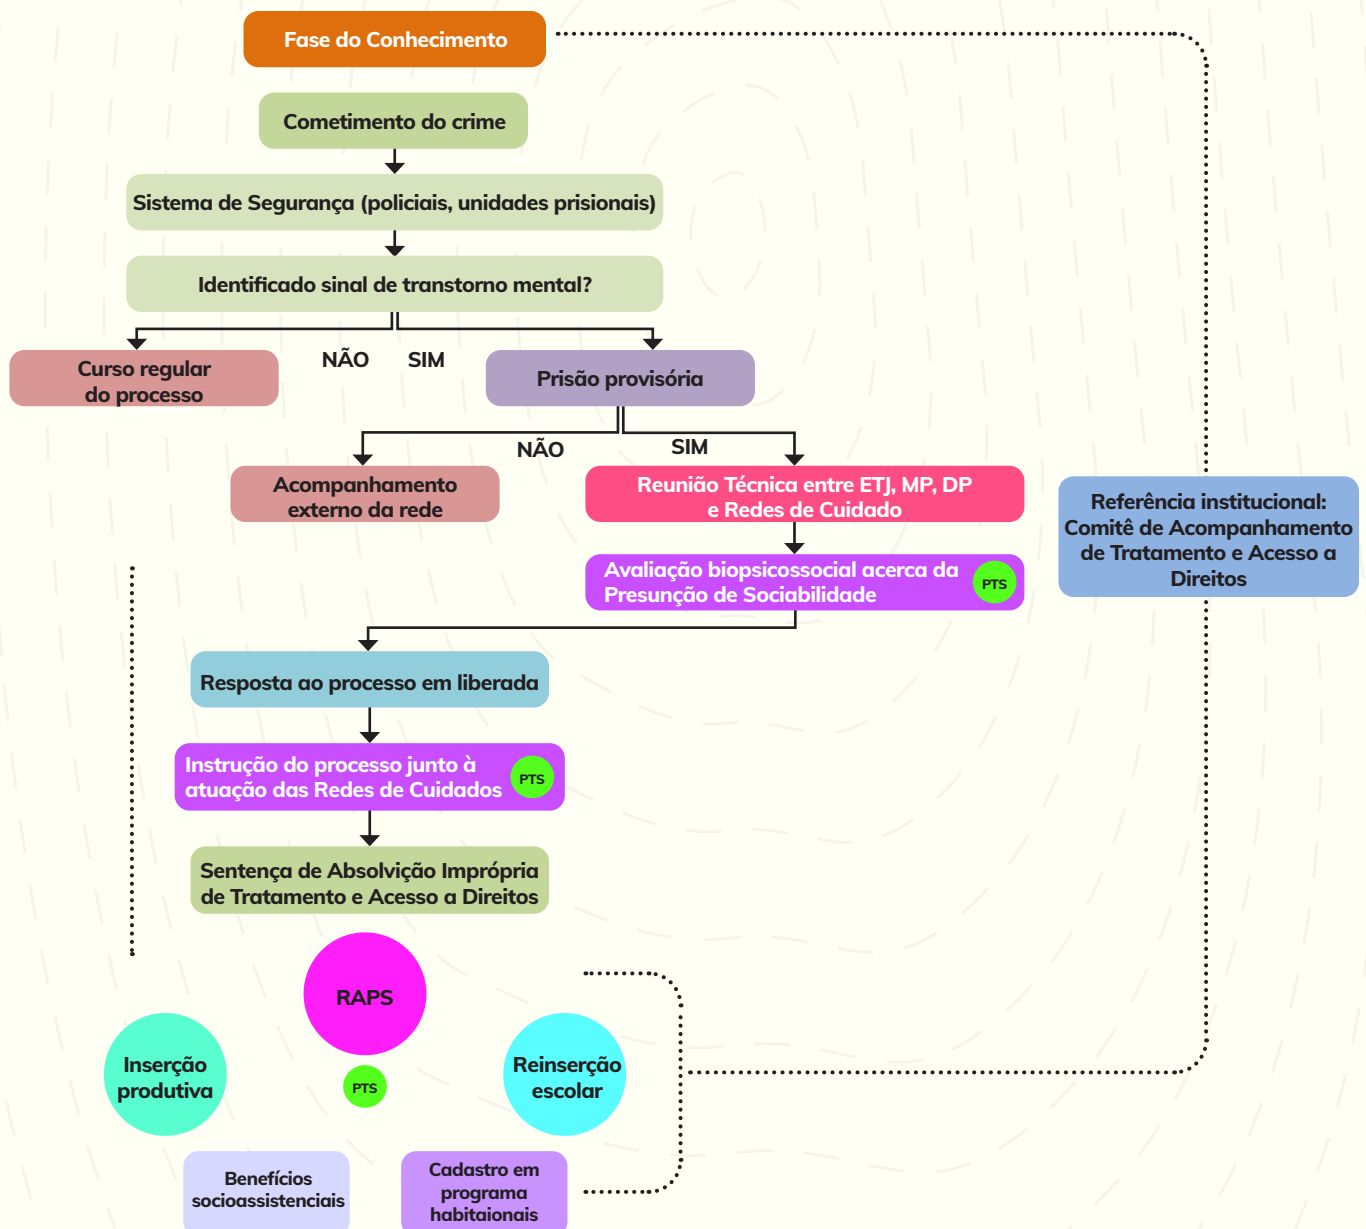 Fase do Conhecimento
Cometimento do crime
Sistema de Segurança (policiais, unidades prisionais)
Identificado sinal de transtorno mental?
NÃO
SIM
Curso regular
do processo
Prisão provisória
NÃO
SIM
Acompanhamento
externo da rede
Reunião Técnica entre ETJ, MP, DP
e Redes de Cuidado
Referência institucional:
Comitê de Acompanhamento
de Tratamento e Acesso a
Direitos
Avaliação biopsicossocial acerca da
Presunção de Sociabilidade
PTS
Resposta ao processo em liberada
Instrução do processo junto à
atuação das Redes de Cuidados
PTS
Sentença de Absolvição Imprópria
de Tratamento e Acesso a Direitos
RAPS
Inserção
produtiva
PTS
Reinserção
escolar
Benefícios
socioassistenciais
Cadastro em
programa
habitaionais